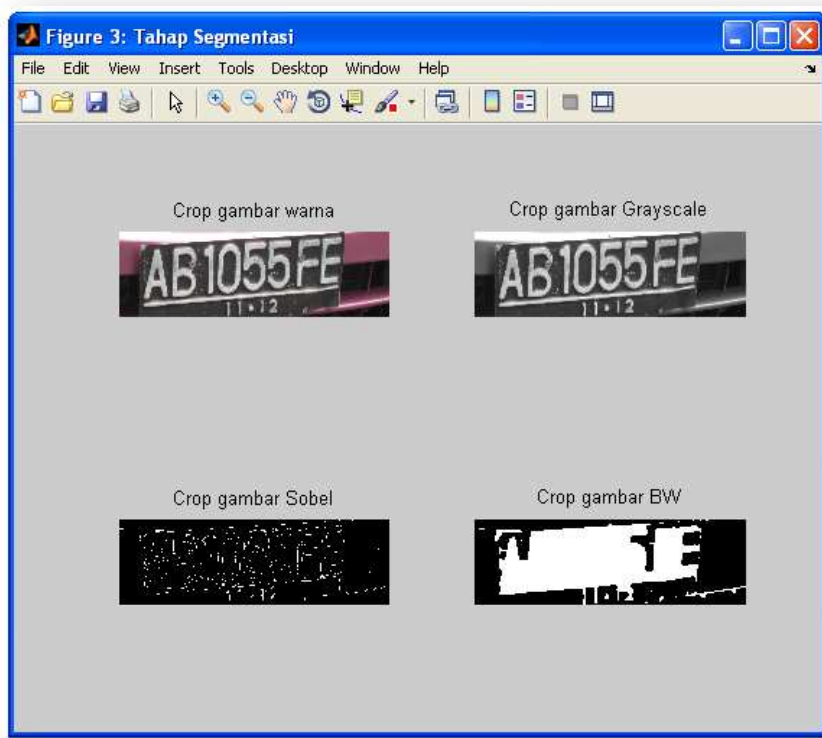 Figure 3: Tahap Segmentasi
File Edit View Insert Tools Desktop Window Help
Crop gambar warna
Crop gambar Grayscale
AB1055FE
11•12
AB1055FE
11•12
Crop gambar Sobel
Crop gambar BW